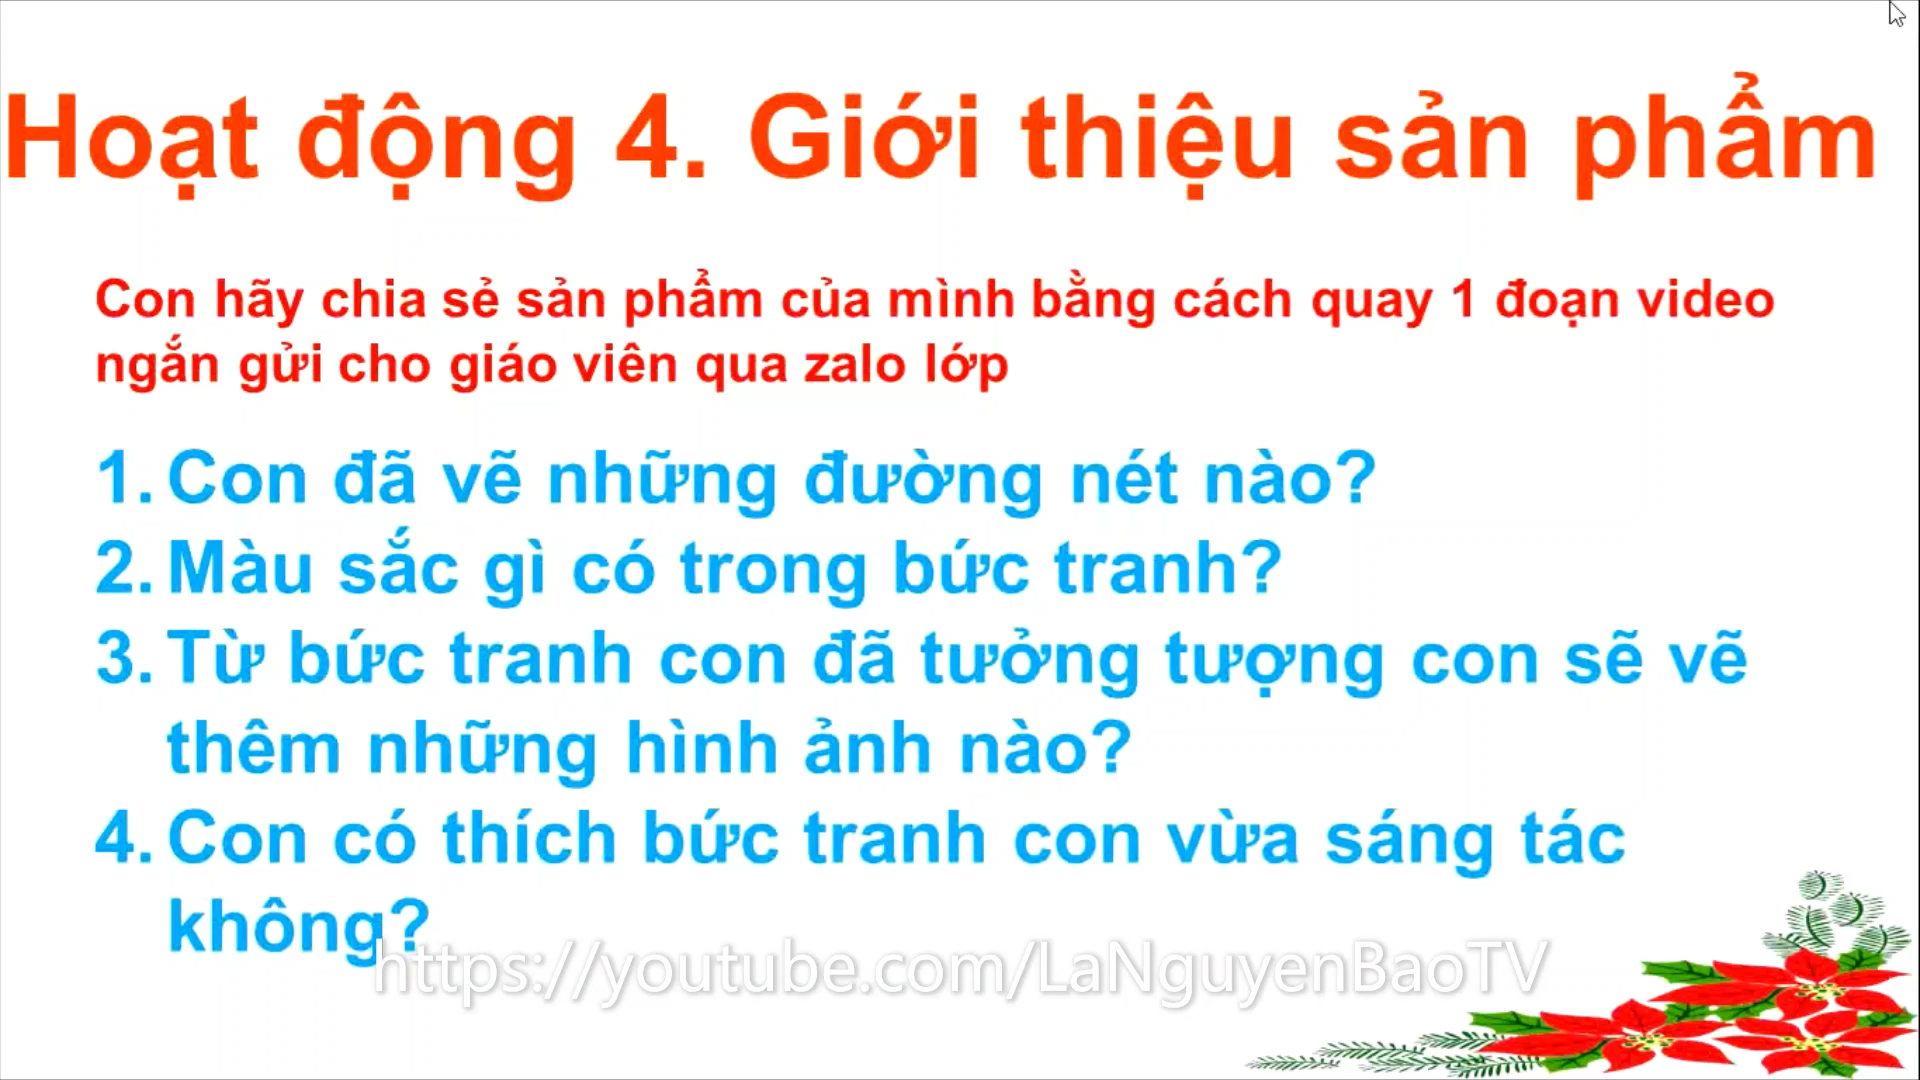 Hoạt động 4. Giới thiệu sản phẩm
Con hãy chia sẻ sản phẩm của mình bằng cách quay 1 đoạn video
ngắn gửi cho giáo viên qua zalo lớp
1. Con đã vẽ những đường nét nào?
2. Màu sắc gì có trong bức tranh?
3. Từ bức tranh con đã tưởng tượng con sẽ vẽ
thêm những hình ảnh nào?
4. Con có thích bức tranh con vừa sáng tác
không?
https://youtube.com/LaNguyenBaoTV